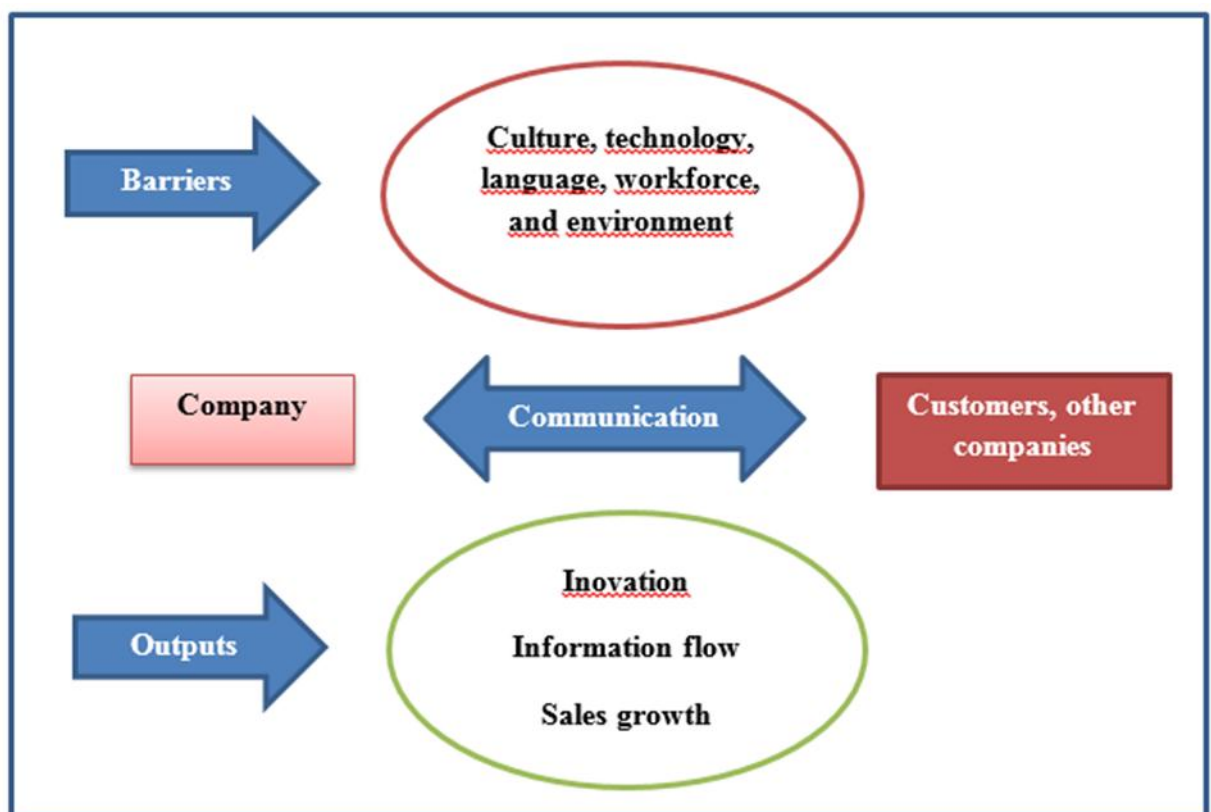 Barriers
Culture, technology,
language, workforce,
and environment
Company
Communication
Customers, other
companies
Outputs
Inovation
Information flow
Sales growth